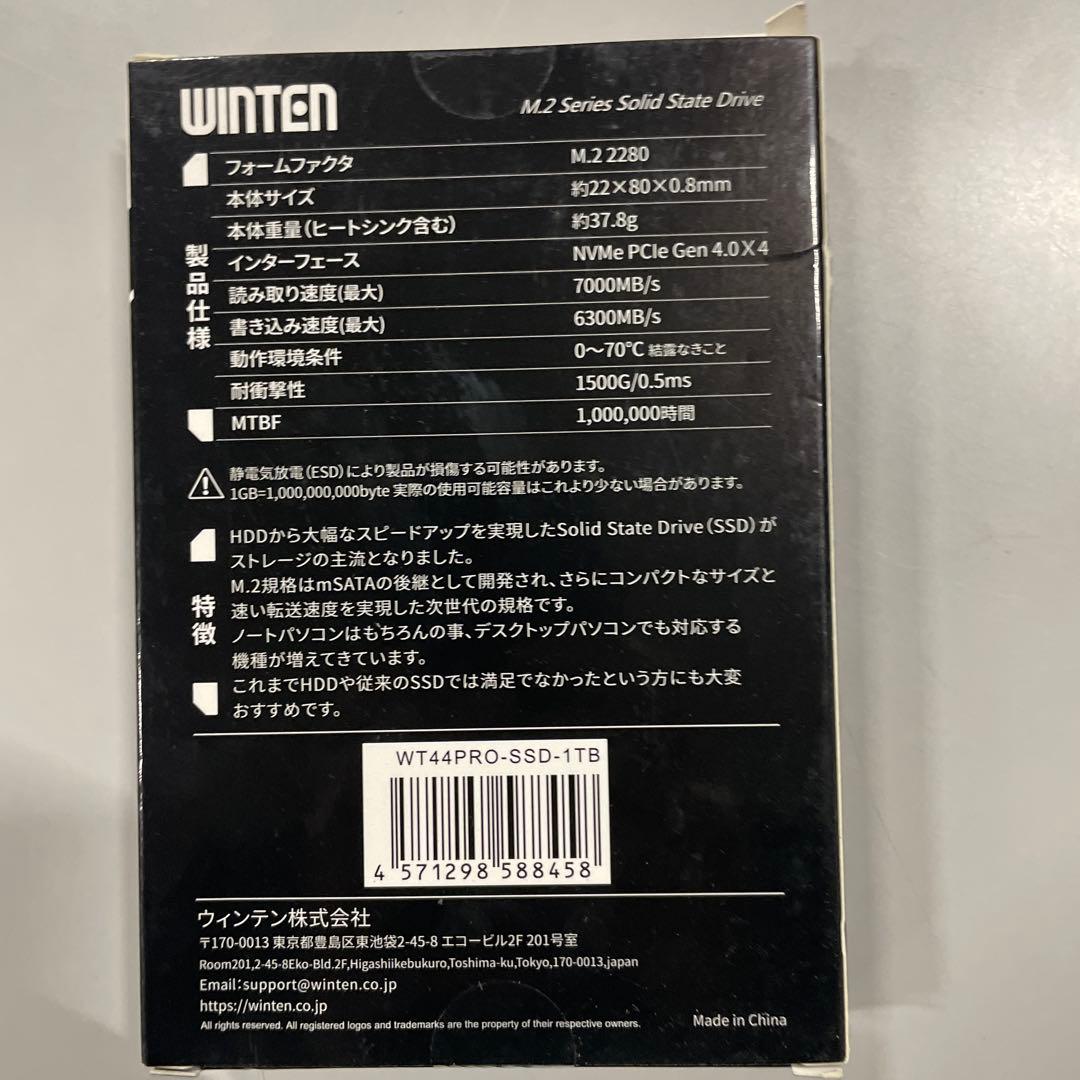 WINTEN
M.2 Series Solid State Drive
製品仕様
フォームファクタ M.2 2280
本体サイズ 約22×80×0.8mm
本体重量(ヒートシンク含む) 約37.8g
インターフェース NVMe PCIe Gen 4.0X4
読み取り速度(最大) 7000MB/s
書き込み速度(最大) 6300MB/s
動作環境条件 0～70℃ 結露なきこと
耐衝撃性 1500G/0.5ms
MTBF 1,000,000時間
静電気放電(ESD)により製品が損傷する可能性があります。
1GB=1,000,000,000byte 実際の使用可能容量はこれより少ない場合があります。
特徴
HDDから大幅なスピードアップを実現したSolid State Drive(SSD)が
ストレージの主流となりました。
M.2規格はmSATAの後継として開発され、さらにコンパクトなサイズと
速い転送速度を実現した次世代の規格です。
ノートパソコンはもちろんの事、デスクトップパソコンでも対応する
機種が増えてきています。
これまでHDDや従来のSSDでは満足でなかったという方にも大変
おすすめです。
WT44PRO-SSD-1TB
4 571298 588458
ウィンテン株式会社
〒170-0013 東京都豊島区東池袋2-45-8 エコービル2F 201号室
Room201,2-45-8Eko-Bld.2F,Higashiikebukuro,Toshima-ku,Tokyo,170-0013,japan
Email:support@winten.co.jp
https://winten.co.jp
All rights reserved. All registered logos and trademarks are the property of their respective owners.
Made in China